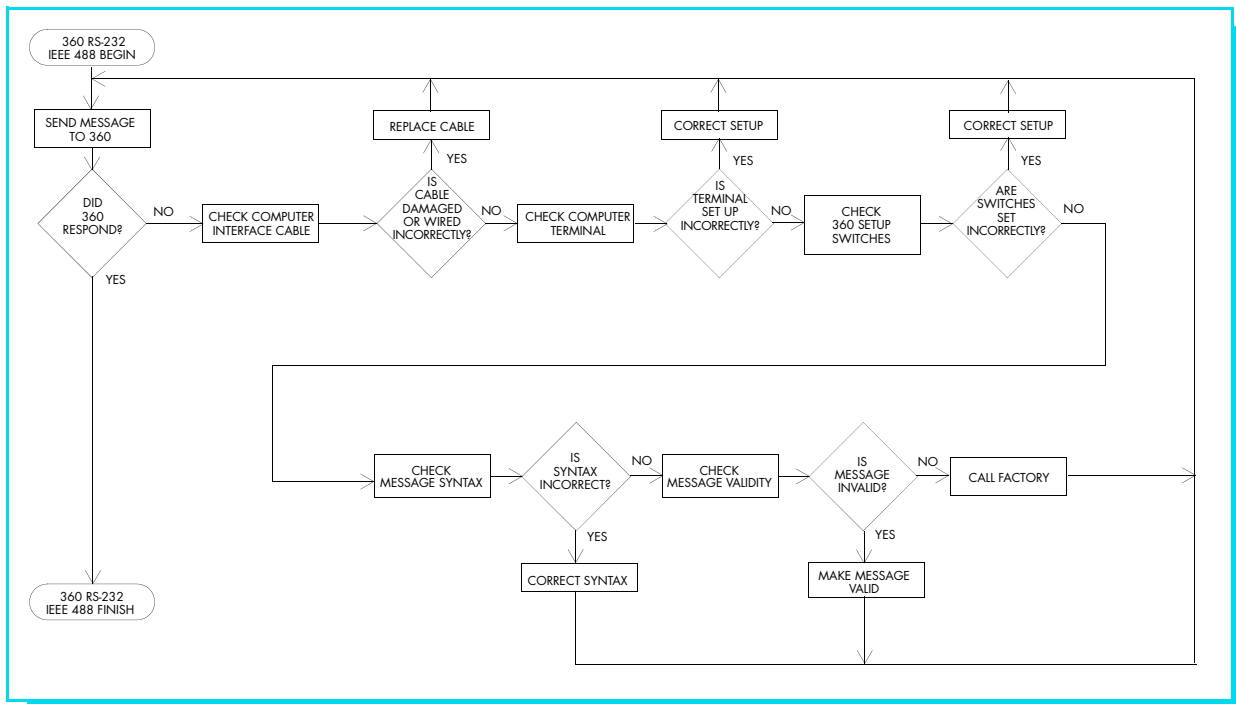 360 RS-232
IEEE 488 BEGIN
SEND MESSAGE
TO 360
DID
360
RESPOND?
NO
YES
CHECK COMPUTER
INTERFACE CABLE
REPLACE CABLE
YES
IS
CABLE
DAMAGED
OR WIRED
INCORRECTLY?
NO
CHECK COMPUTER
TERMINAL
CORRECT SETUP
YES
IS
TERMINAL
SET UP
INCORRECTLY?
NO
CHECK
360 SETUP
SWITCHES
CORRECT SETUP
YES
ARE
SWITCHES
SET
INCORRECTLY?
NO
CHECK
MESSAGE SYNTAX
IS
SYNTAX
INCORRECT?
NO
YES
CORRECT SYNTAX
CHECK
MESSAGE VALIDITY
IS
MESSAGE
INVALID?
NO
YES
MAKE MESSAGE
VALID
CALL FACTORY
360 RS-232
IEEE 488 FINISH